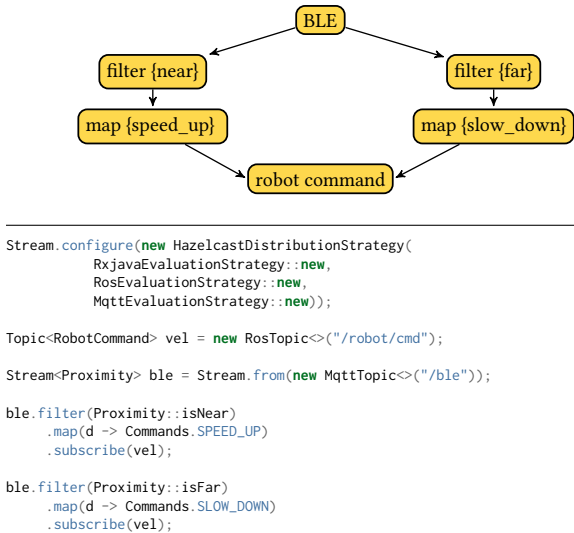 BLE
filter {near}
filter {far}
map {speed_up}
map {slow_down}
robot command
Stream.configure(new HazelcastDistributionStrategy(
RxjavaEvaluationStrategy::new,
RosEvaluationStrategy::new,
MqttEvaluationStrategy::new));
Topic<RobotCommand> vel = new RosTopic<>("/robot/cmd");
Stream<Proximity> ble = Stream.from(new MqttTopic<>("/ble"));
ble.filter(Proximity::isNear)
.map(d -> Commands.SPEED_UP)
.subscribe(vel);
ble.filter(Proximity::isFar)
.map(d -> Commands.SLOW_DOWN)
.subscribe(vel);